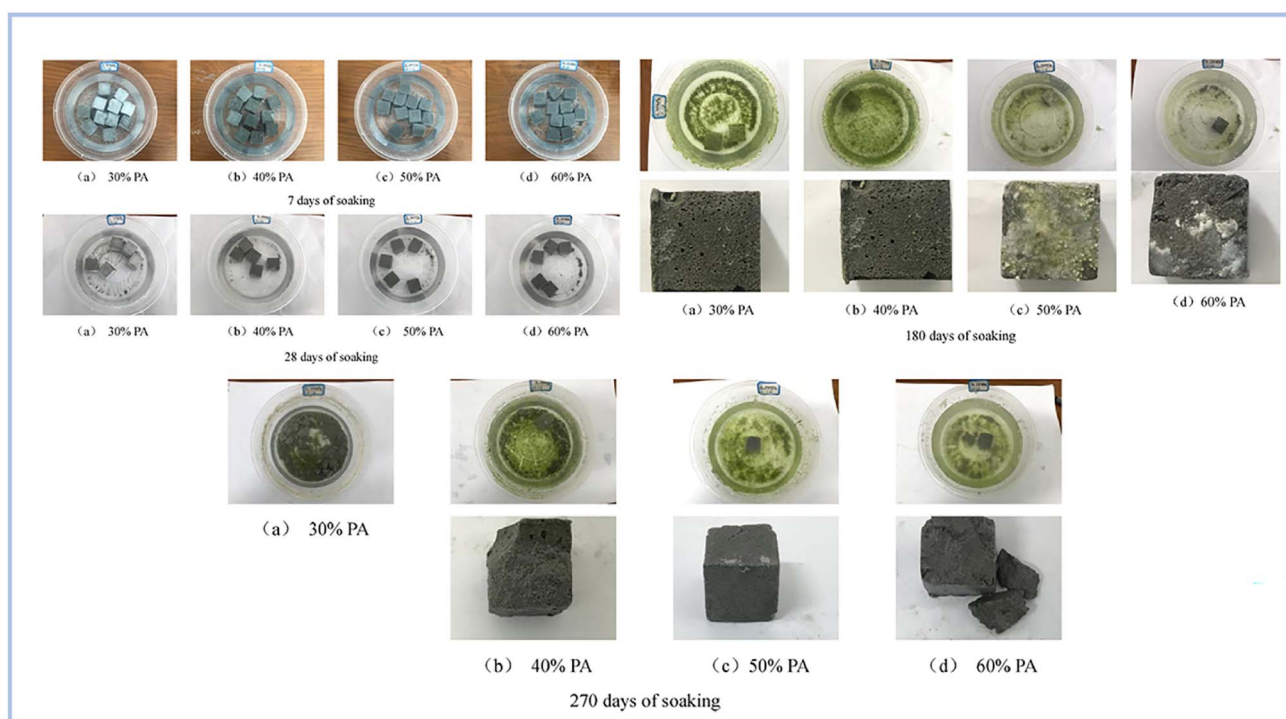 (a) 30% PA
(b) 40% PA
(c) 50% PA
(d) 60% PA
7 days of soaking
(a) 30% PA
(b) 40% PA
(c) 50% PA
(d) 60% PA
28 days of soaking
(a) 30% PA
(b) 40% PA
(c) 50% PA
(d) 60% PA
180 days of soaking
(a) 30% PA
(b) 40% PA
(c) 50% PA
(d) 60% PA
270 days of soaking